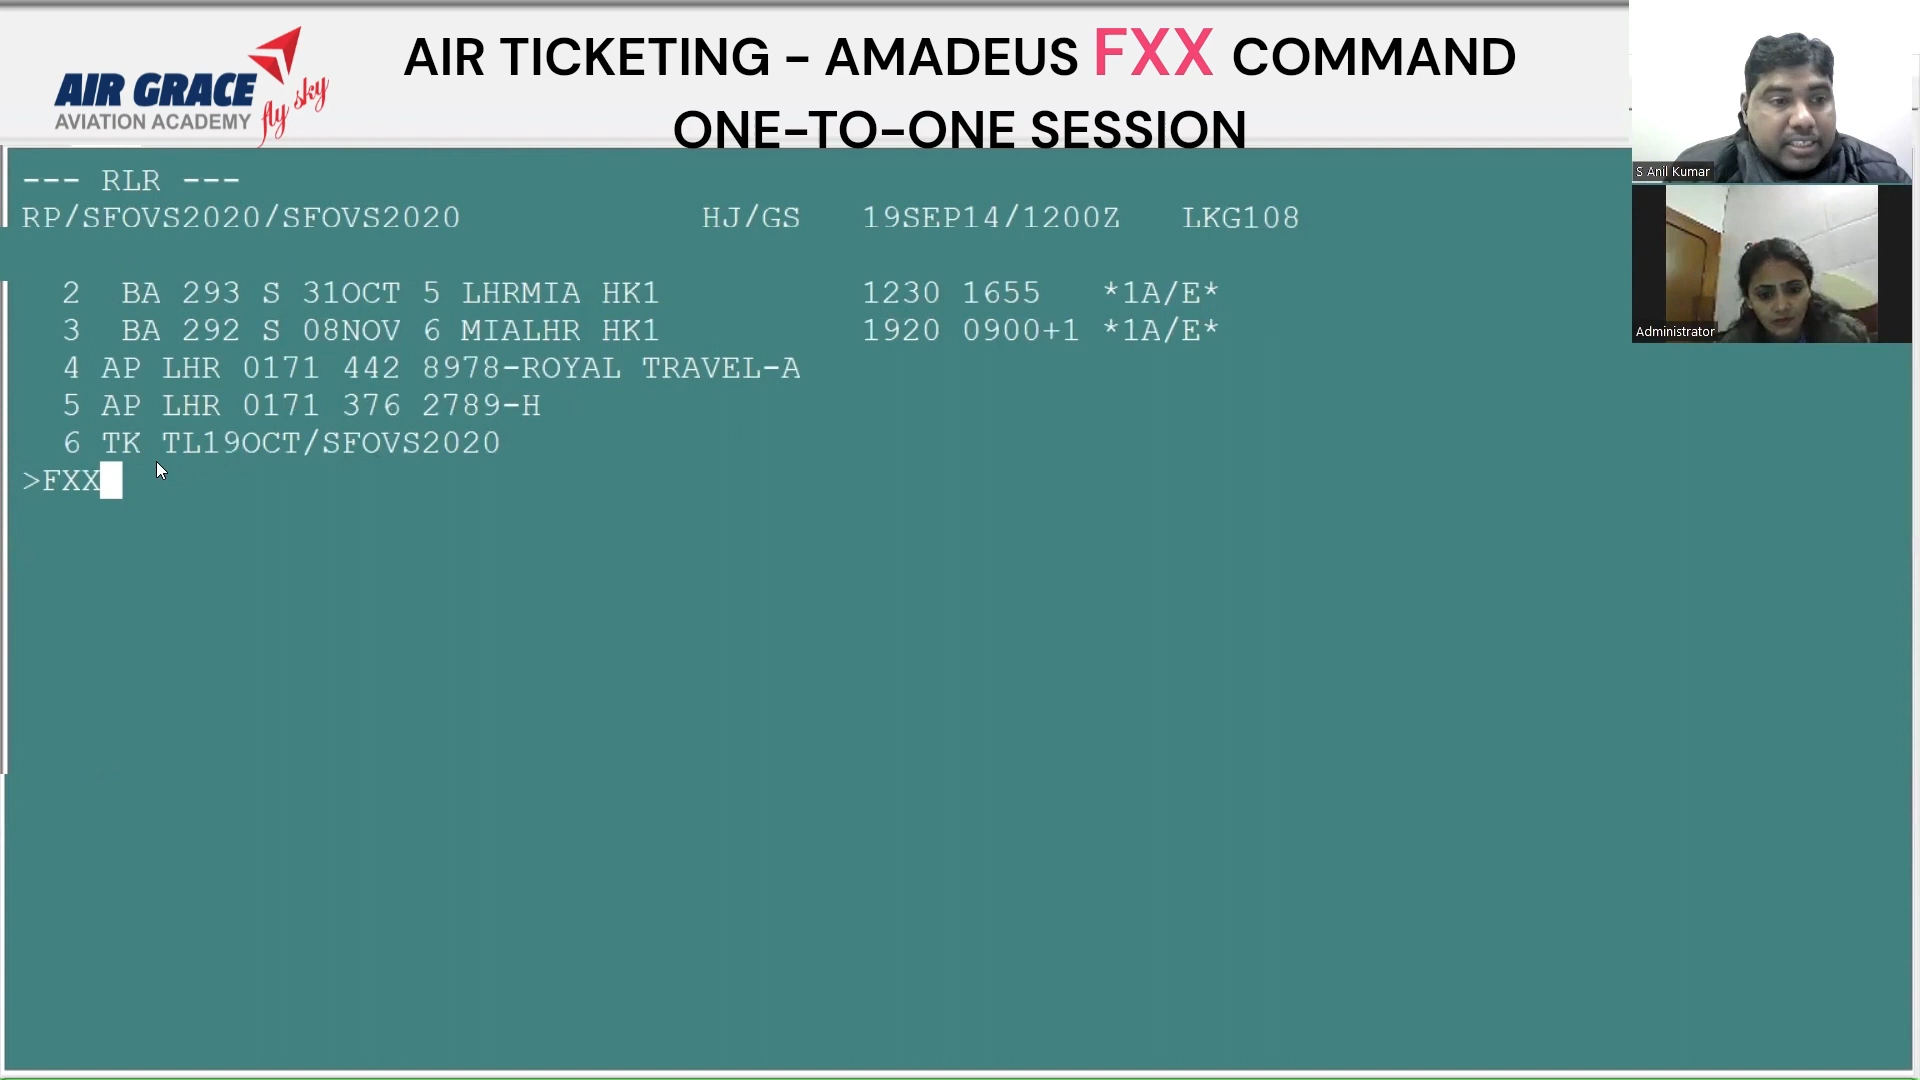 AIR GRACE
AVIATION ACADEMY
fly sky
AIR TICKETING - AMADEUS FXX COMMAND
ONE-TO-ONE SESSION
S Anil Kumar
Administrator
--- RLR ---
RP/SFOVS2020/SFOVS2020 HJ/GS 19SEP14/1200Z LKG108
2 BA 293 S 31OCT 5 LHRMIA HK1 1230 1655 *1A/E*
3 BA 292 S 08NOV 6 MIALHR HK1 1920 0900+1 *1A/E*
4 AP LHR 0171 442 8978-ROYAL TRAVEL-A
5 AP LHR 0171 376 2789-H
6 TK TL19OCT/SFOVS2020
>FXX